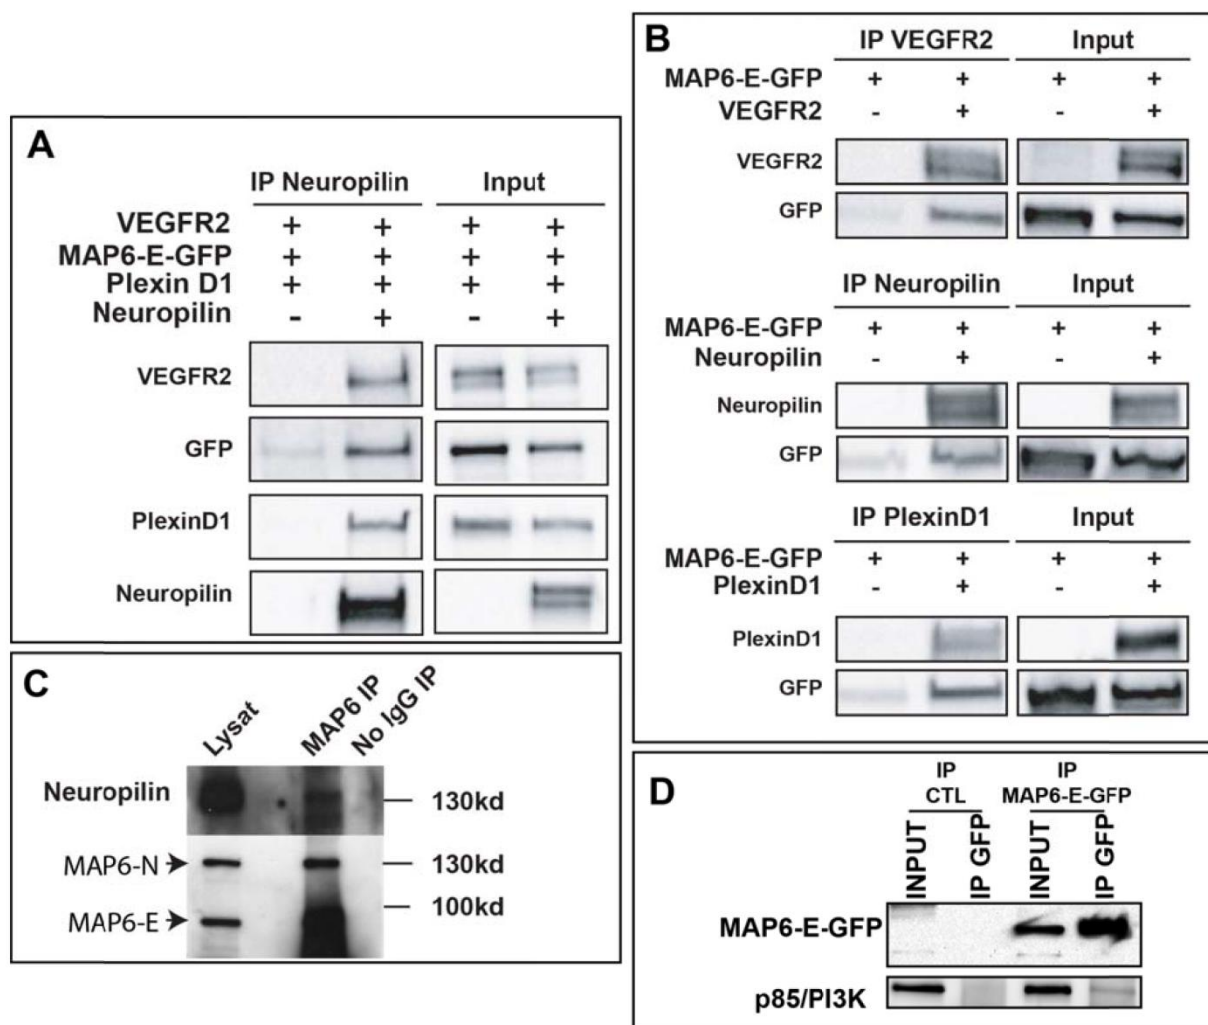 A
IP Neuropilin Input
VEGFR2 + + + +
MAP6-E-GFP + + + +
Plexin D1 + + + +
Neuropilin - + - +
VEGFR2
GFP
PlexinD1
Neuropilin
B
IP VEGFR2 Input
MAP6-E-GFP + + + +
VEGFR2 - + - +
VEGFR2
GFP
IP Neuropilin Input
MAP6-E-GFP + + + +
Neuropilin - + - +
Neuropilin
GFP
IP PlexinD1 Input
MAP6-E-GFP + + + +
PlexinD1 - + - +
PlexinD1
GFP
C
Lysat MAP6 IP No IgG IP
Neuropilin 130kd
MAP6-N 130kd
100kd
MAP6-E
D
IP IP
CTL MAP6-E-GFP
INPUT IP GFP INPUT IP GFP
MAP6-E-GFP
p85/PI3K